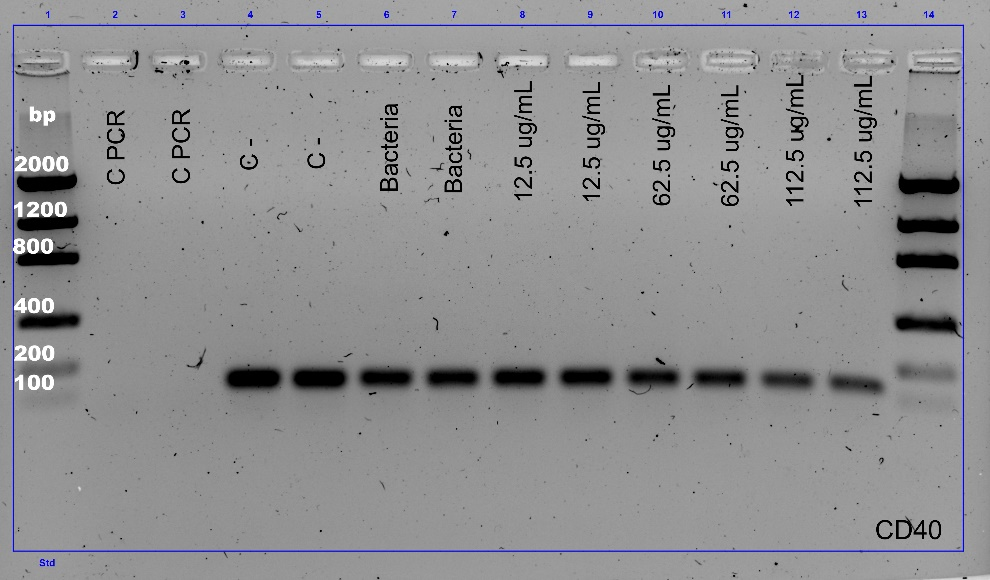 1 2 3 4 5 6 7 8 9 10 11 12 13 14
bp
2000
1200
800
400
200
100
C PCR
C PCR
C -
C -
Bacteria
Bacteria
12.5 ug/mL
12.5 ug/mL
62.5 ug/mL
62.5 ug/mL
112.5 ug/mL
112.5 ug/mL
CD40
Std